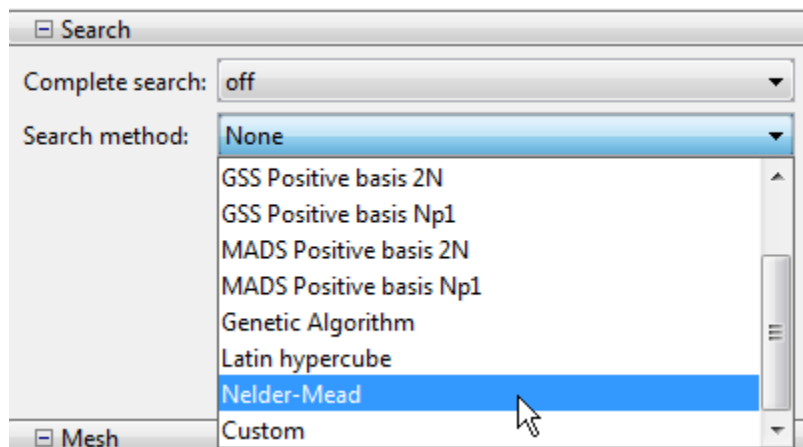 Search
Complete search: off
Search method: None
GSS Positive basis 2N
GSS Positive basis Np1
MADS Positive basis 2N
MADS Positive basis Np1
Genetic Algorithm
Latin hypercube
Nelder-Mead
Custom
Mesh